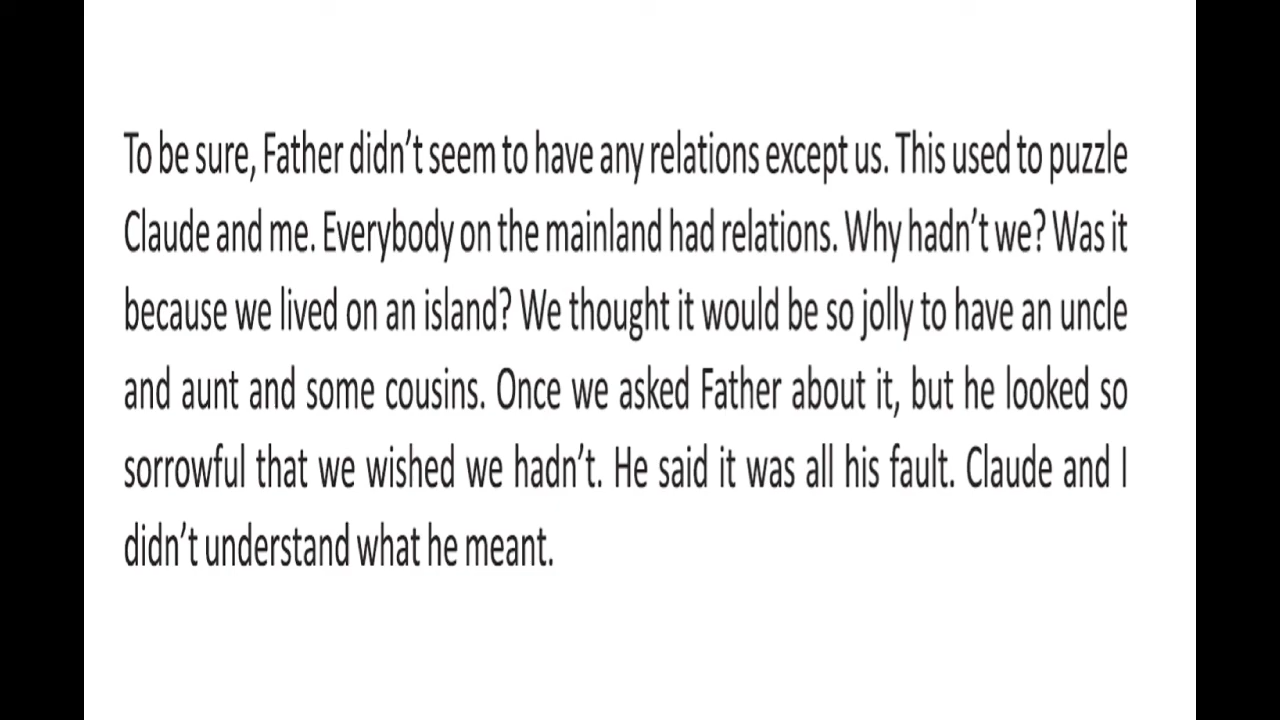 To be sure, Father didn’t seem to have any relations except us. This used to puzzle
Claude and me. Everybody on the mainland had relations. Why hadn’t we? Was it
because we lived on an island? We thought it would be so jolly to have an uncle
and aunt and some cousins. Once we asked Father about it, but he looked so
sorrowful that we wished we hadn’t. He said it was all his fault. Claude and I
didn’t understand what he meant.